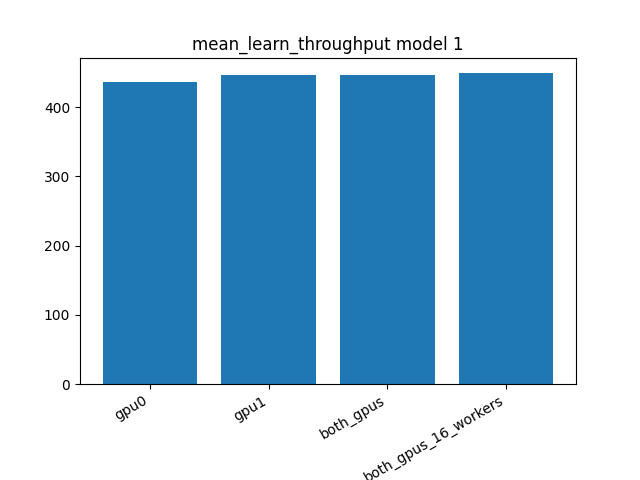 mean_learn_throughput model 1
400
300
200
100
0
gpu0
gpu1
both_gpus
both_gpus_16_workers